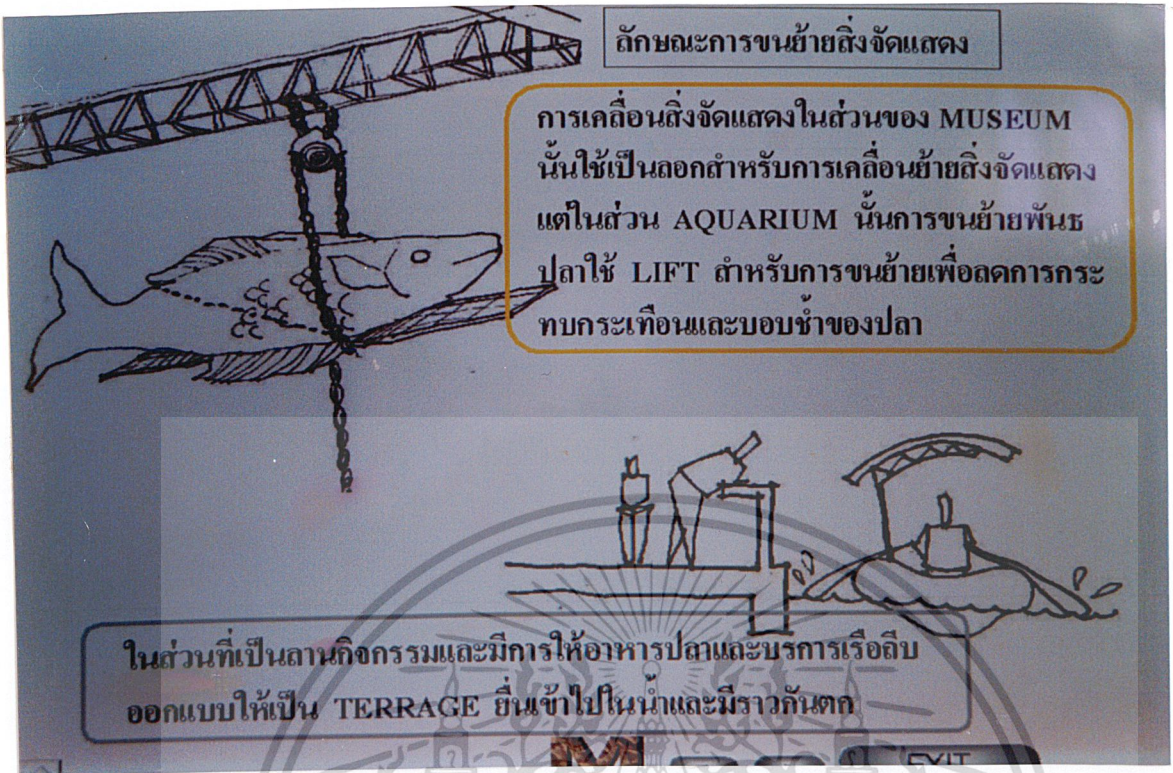 ลักษณะการขนย้ายสิ่งจัดแสดง
การเคลื่อนสิ่งจัดแสดงในส่วนของ MUSEUM
นั้นใช้เป็นลอกสำหรับการเคลื่อนย้ายสิ่งจัดแสดง
แต่ในส่วน AQUARIUM นั้นการขนย้ายพันธ
ปลาใช้ LIFT สำหรับการขนย้ายเพื่อลดการกระ
ทบกระเทือนและบอบช้ำของปลา
ในส่วนที่เป็นลานกิจกรรมและมีการให้อาหารปลาและบรการเรือถีบ
ออกแบบให้เป็น TERRAGE ยื่นเข้าไปในน้ำและมีราวกันตก
EXIT